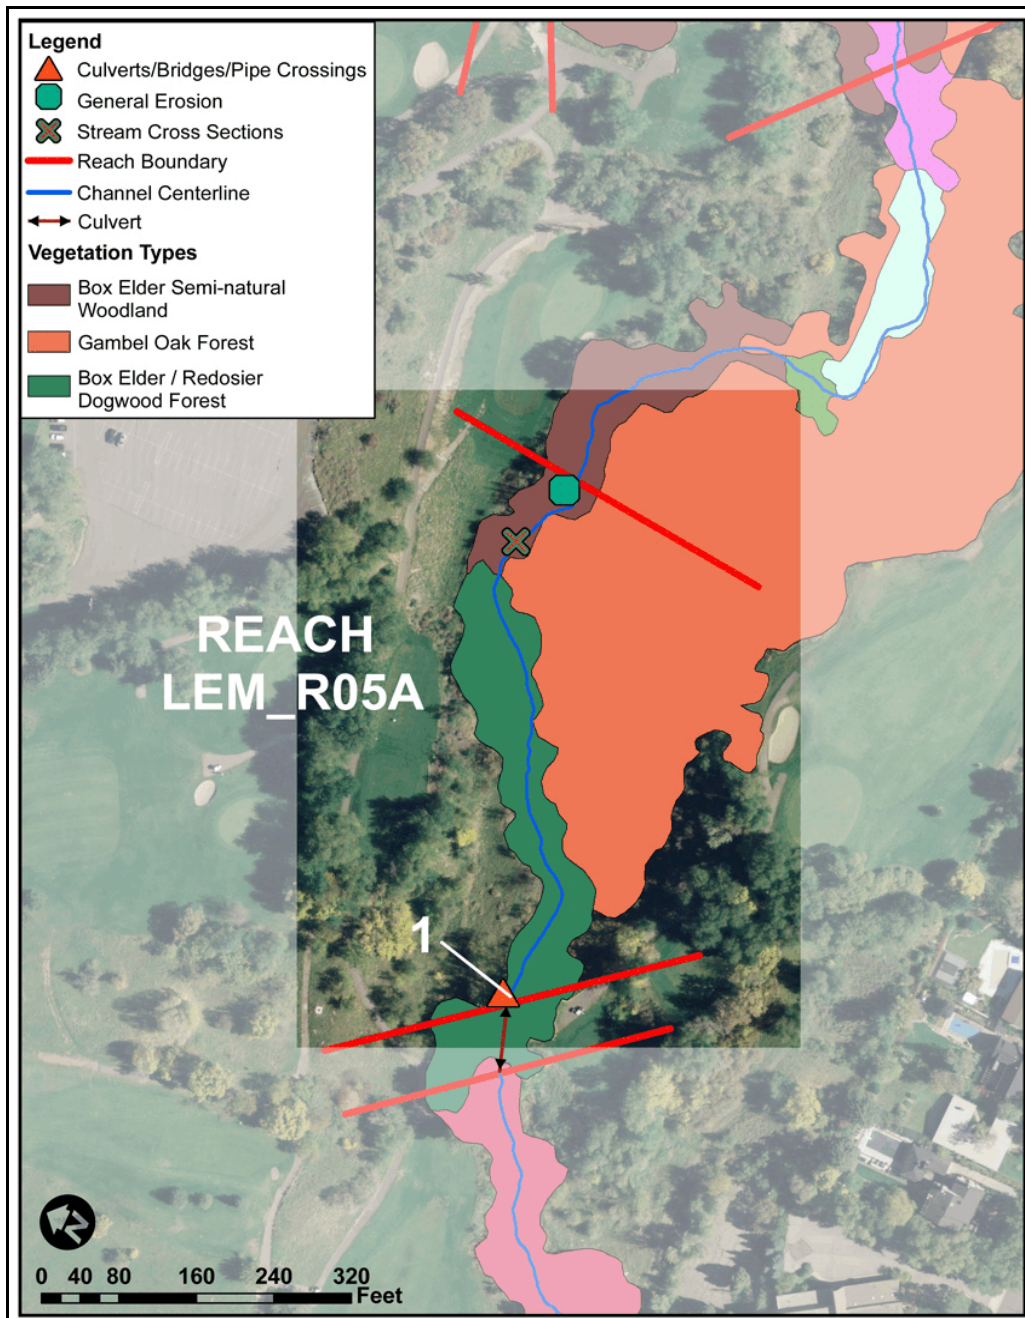 Legend
Culverts/Bridges/Pipe Crossings
General Erosion
Stream Cross Sections
Reach Boundary
Channel Centerline
Culvert
Vegetation Types
Box Elder Semi-natural
Woodland
Gambel Oak Forest
Box Elder / Redosier
Dogwood Forest
REACH
LEM_R05A
1
N
0 40 80 160 240 320
Feet